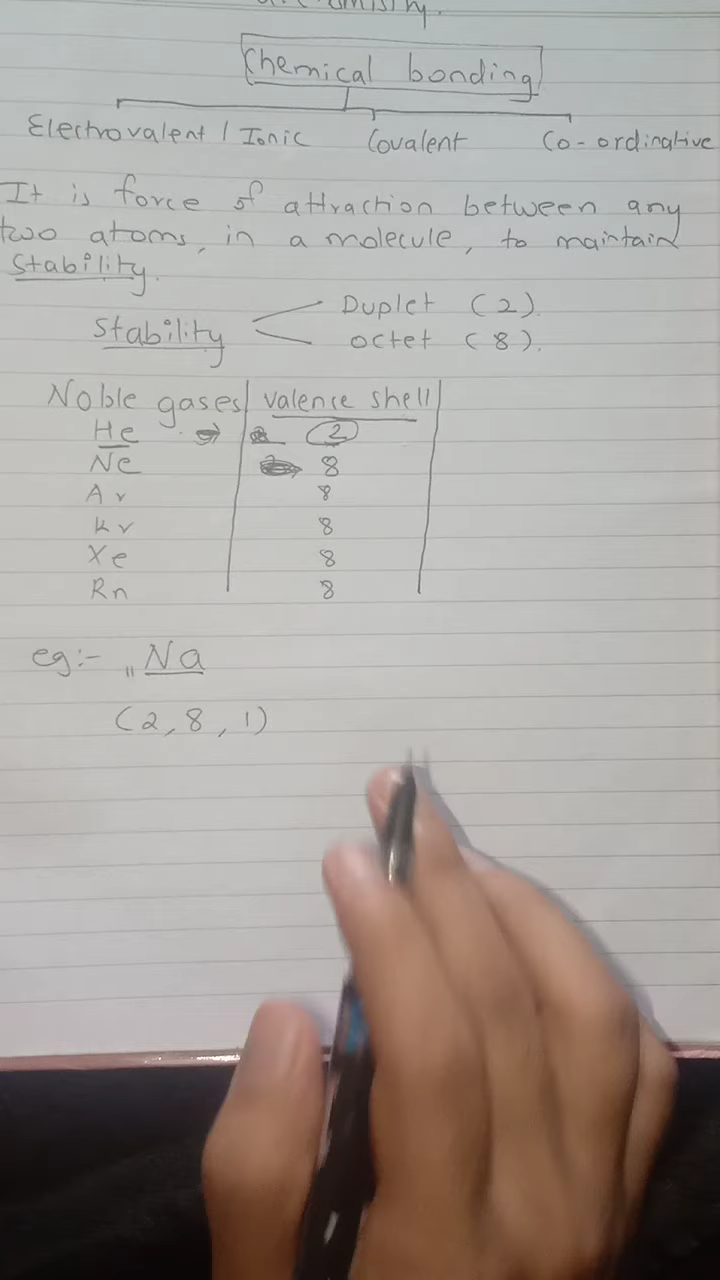 Chemical bonding
Electrovalent / Ionic Covalent Co-ordinative
It is force of attraction between any
two atoms, in a molecule, to maintain
stability.
Stability Duplet (2).
octet (8).
Noble gases valence shell
He 2
Ne 8
Ar 8
Kr 8
Xe 8
Rn 8
eg:- 11Na
(2, 8, 1)